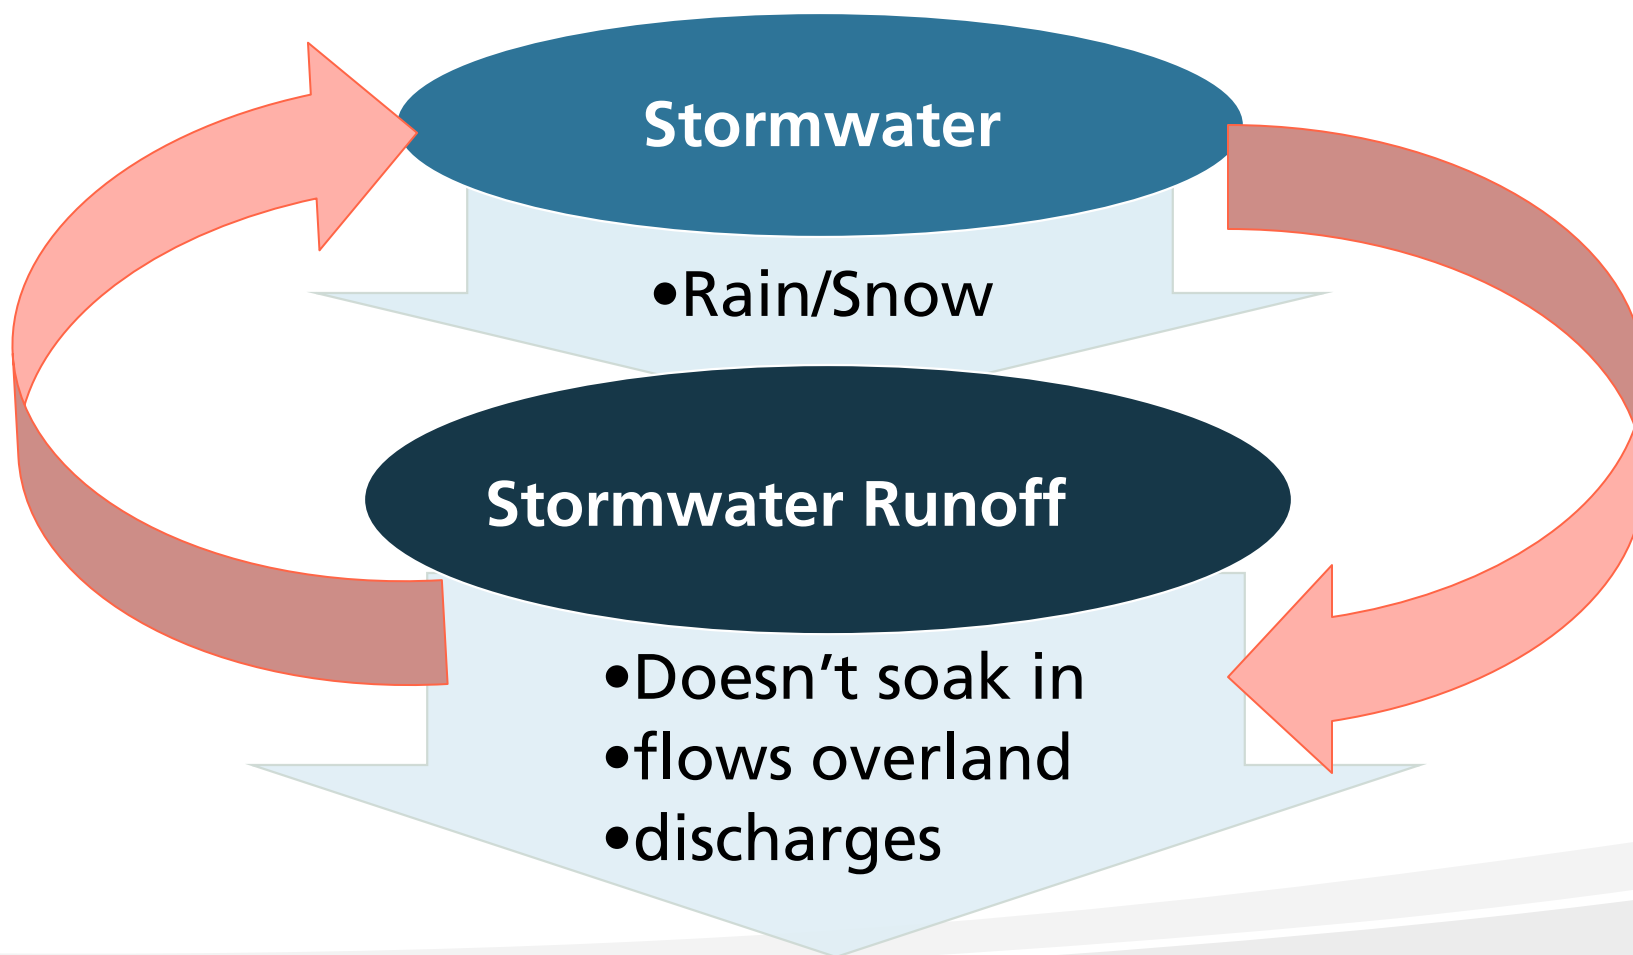 Stormwater
•Rain/Snow
Stormwater Runoff
•Doesn’t soak in
•flows overland
•discharges